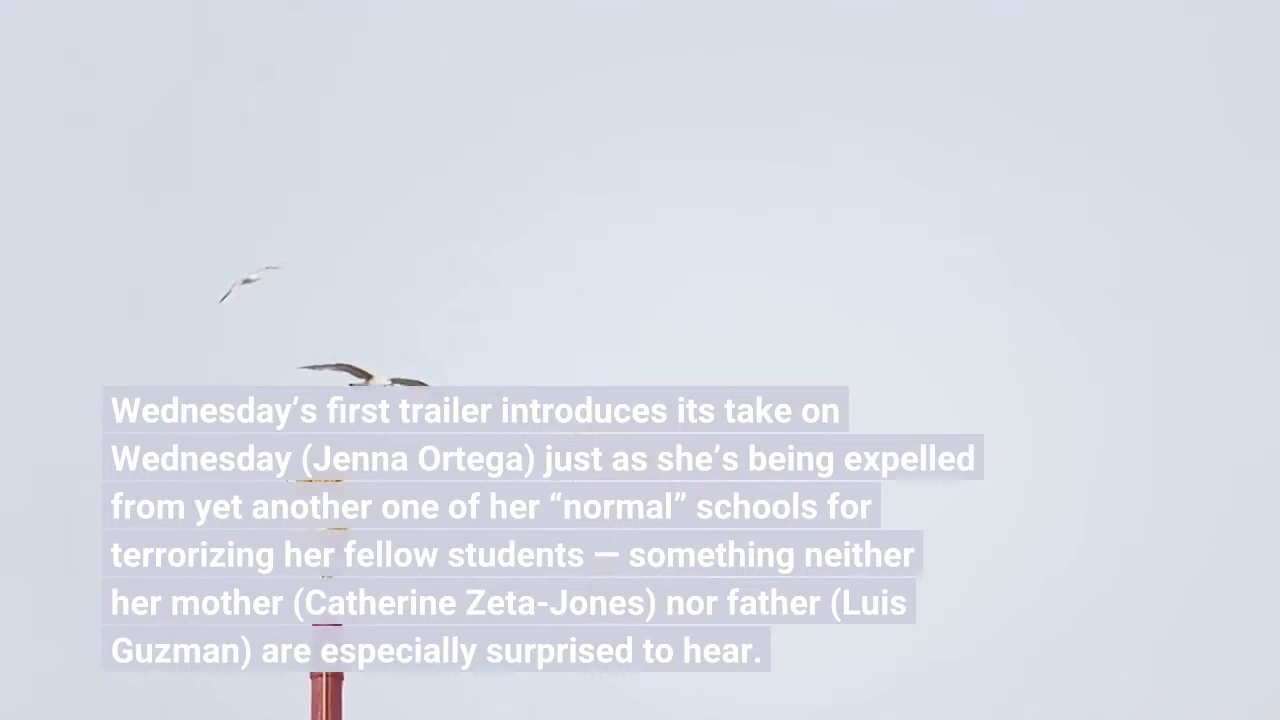 Wednesday’s first trailer introduces its take on
Wednesday (Jenna Ortega) just as she’s being expelled
from yet another one of her “normal” schools for
terrorizing her fellow students — something neither
her mother (Catherine Zeta-Jones) nor father (Luis
Guzman) are especially surprised to hear.